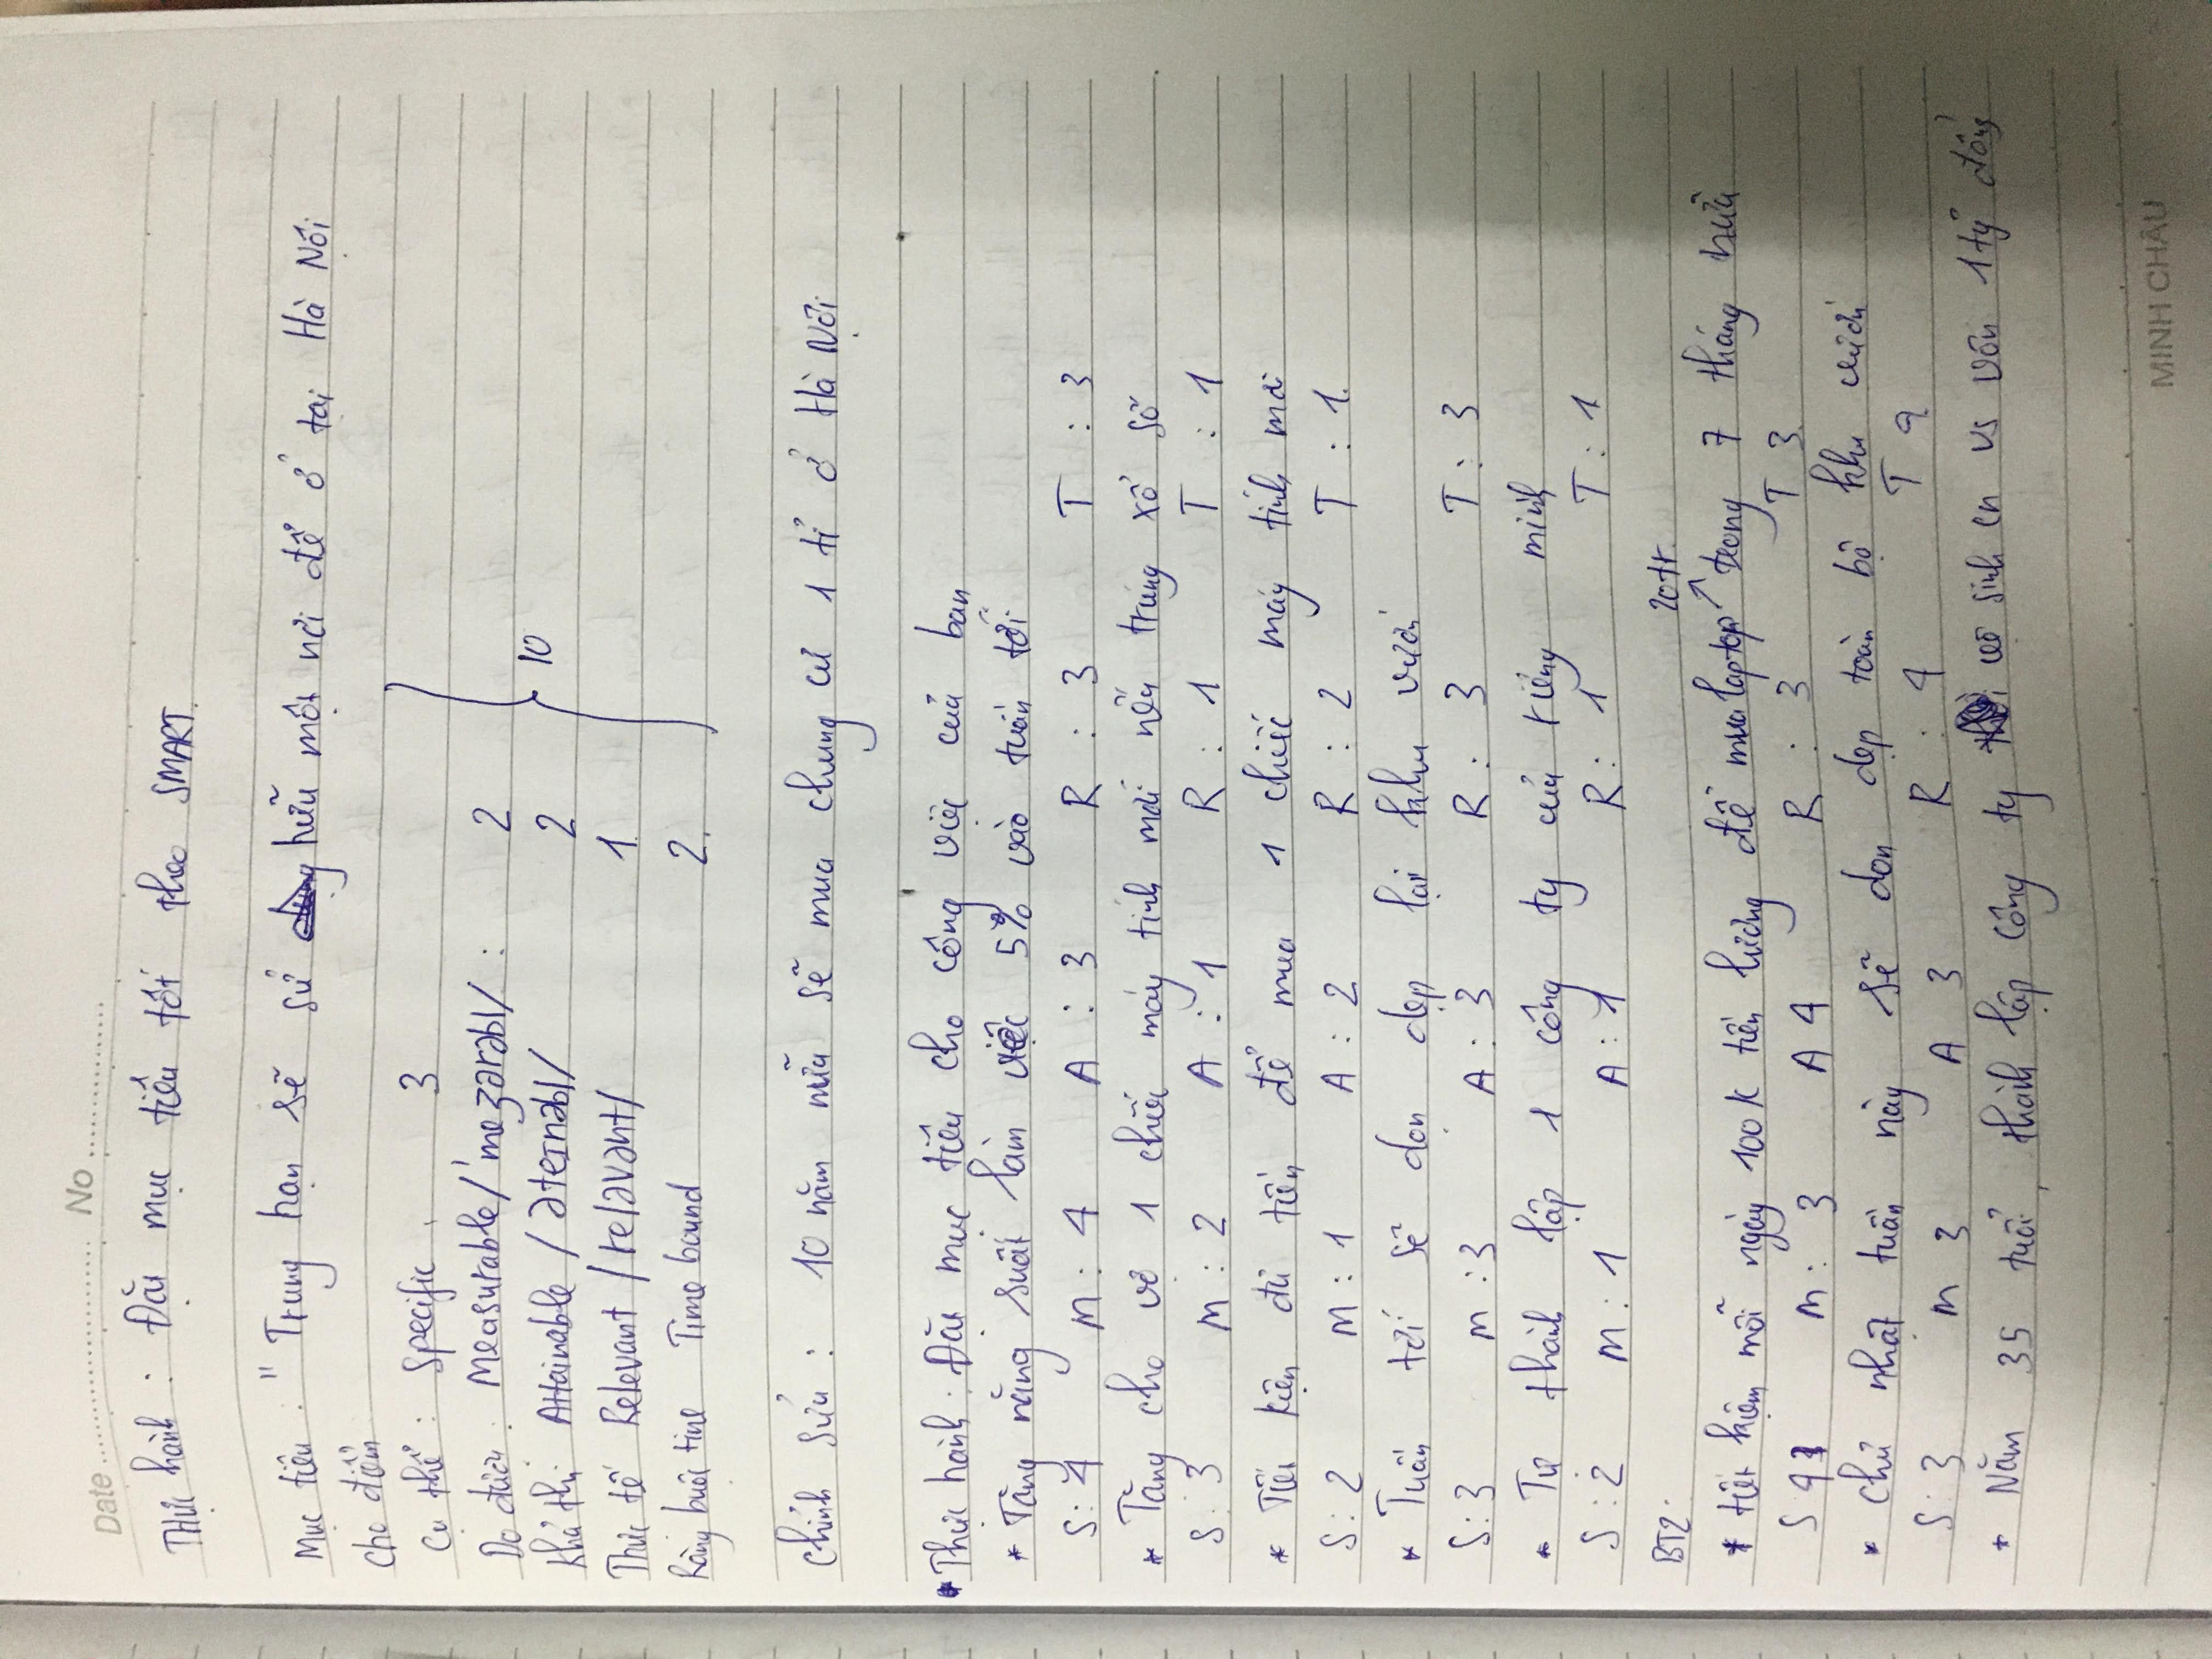 Date ........................ No ................
Thực hành : Đặt mục tiêu tốt theo SMART.
Mục tiêu : " Trung hạn sẽ sử hữu một nơi để ở tại Hà Nội
Cho điểm
Cụ thể : Specific . 3
Đo được : Measurable /'meʒərəbl/ : 2
Khả thi Attainable /əteɪnəbl/ 2
10
Thực tế Relevant /reləvənt/ 1.
Ràng buộc time Time bound 2.
Chỉnh sửa : 10 năm nữa sẽ mua chung cư 1 tỉ ở Hà Nội
* Thực hành : Đặt mục tiêu cho công việc của bạn
* Tăng năng suất làm việc 5% vào tuần tới
S: 4 M : 4 A : 3 R : 3 T : 3
* Tặng cho vợ 1 chiếc máy tính mới nếu trúng xổ số
S: 3 M : 2 A : 1 R : 1 T : 1
* Tiết kiện đủ tiền để mua 1 chiếc máy tính mới
S: 2 M : 1 A : 2 R : 2 T : 1.
* Tuần tới sẽ dọn dẹp lại khu vườn
S: 3 M : 3 A : 3 R : 3 T : 3
* Tự thành lập 1 công ty của riêng mình
S : 2 M : 1 A : 1 R : 1 T : 1
BT2: 20tr.
* tiết kiệm mỗi ngày 100k tiền lương để mua laptop ↗ trong 7 tháng nữa
S 4 M : 3 A 4 R : 3 T 3.
* Chủ nhật tuần này sẽ dọn dẹp toàn bộ khu vườn
S: 3 M 3 A 3 R : 4 T
* Năm 35 tuổi, thành lập công ty vệ sinh CN vs vốn 1 tỷ đồng
MINH CHÂU